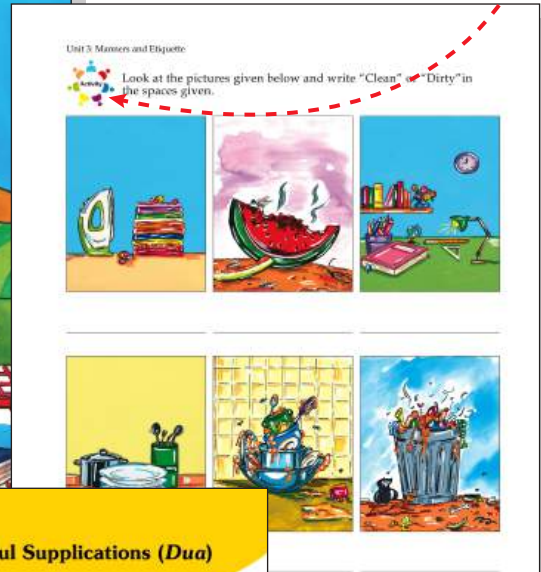 Unit 3: Manners and Etiquette
Activity
Look at the pictures given below and write "Clean" or "Dirty"in
the spaces given.
ul Supplications (Dua)